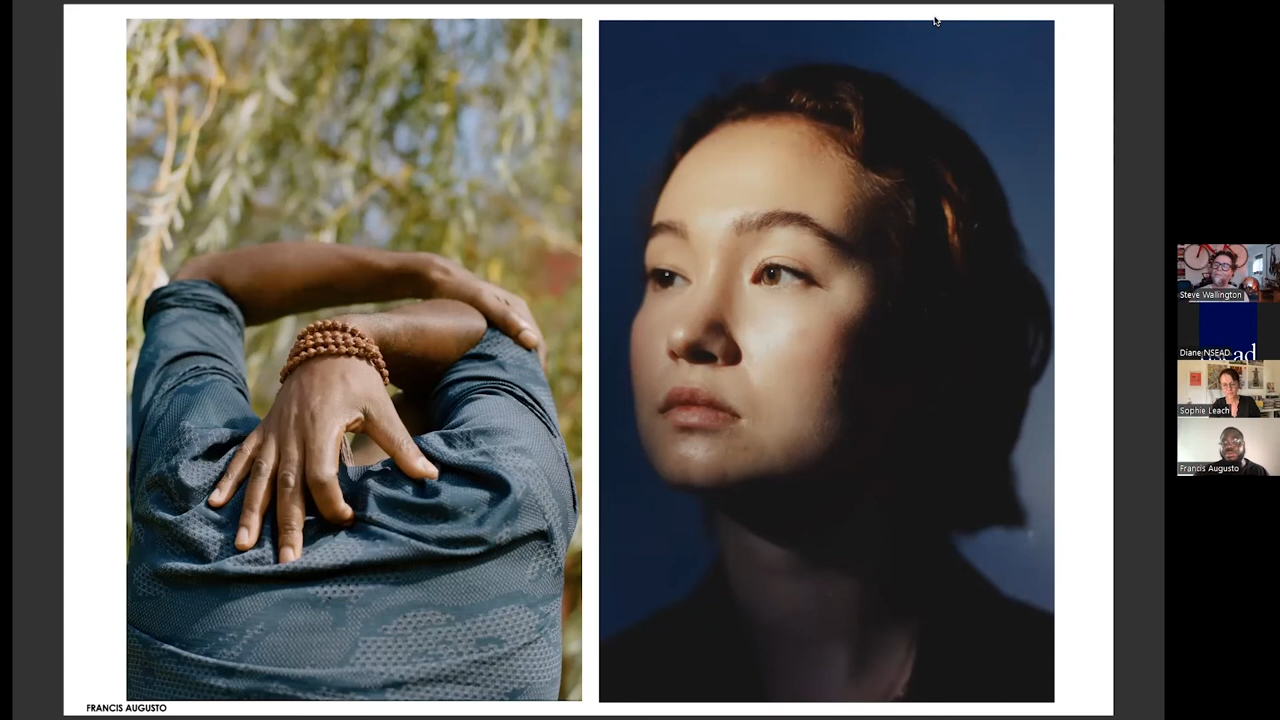 FRANCIS AUGUSTO
Steve Wallington
Diane NSEAD
Sophie Leach
Francis Augusto